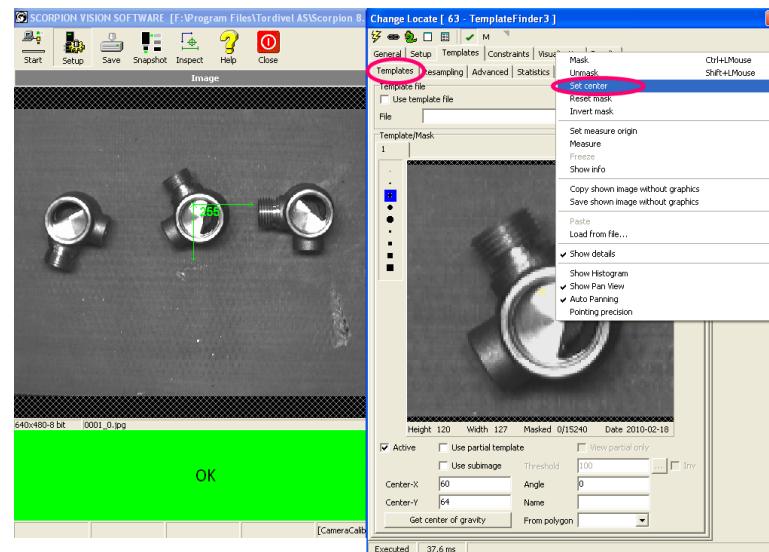 SCORPION VISION SOFTWARE [F:\Program Files\Tordivel AS\Scorpion 8.
Start Setup Save Snapshot Inspect Help Close
Image
255
640x480-8 bit 0001_0.jpg
OK
[CameraCalib
Change Locate [ 63 - TemplateFinder3 ]
M
General Setup Templates Constraints
Templates Resampling Advanced Statistics
Template file
Use template file
File
Template/Mask
1
Mask Ctrl+LMouse
Unmask Shift+LMouse
Set center
Reset mask
Invert mask
Set measure origin
Measure
Freeze
Show info
Copy shown image without graphics
Save shown image without graphics
Paste
Load from file...
Show details
Show Histogram
Show Pan View
Auto Panning
Pointing precision
Height 120 Width 127 Masked 0/15240 Date 2010-02-18
Active Use partial template View partial only
Use subimage Threshold 100 ... Inv
Center-X 60 Angle 0
Center-Y 64 Name
Get center of gravity From polygon
Executed 37.6 ms